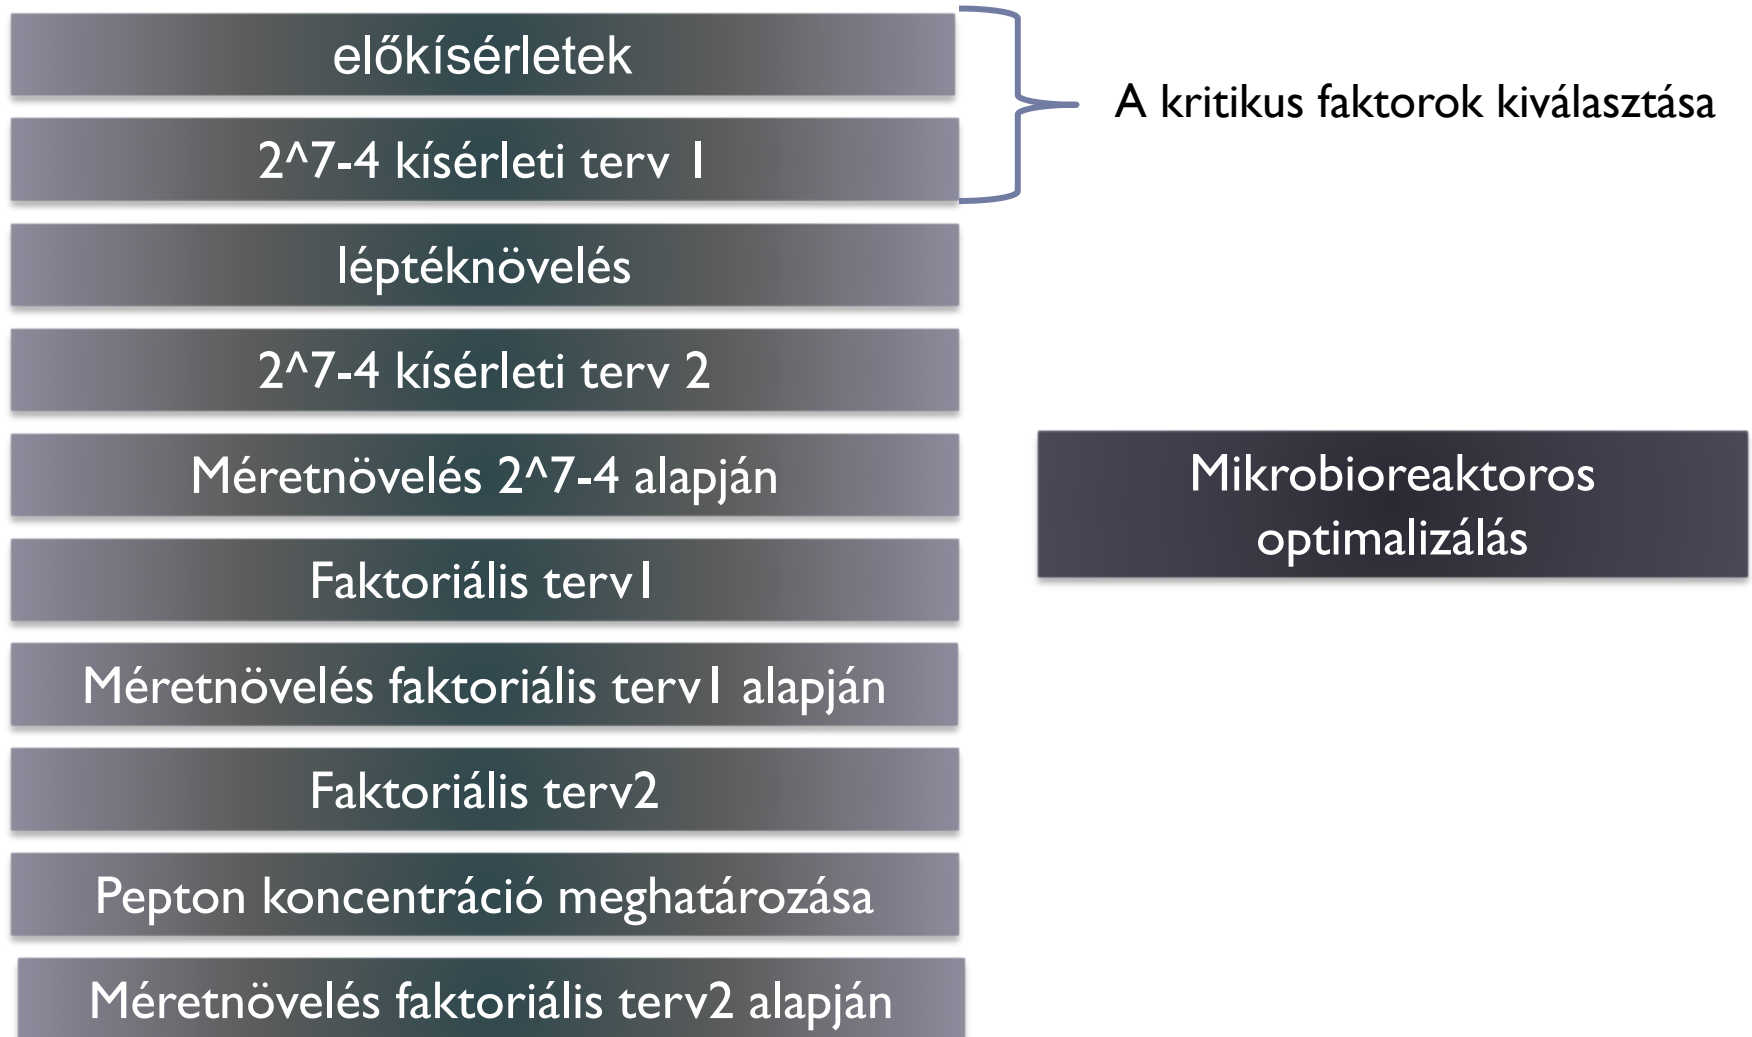 előkísérletek
A kritikus faktorok kiválasztása
2^7-4 kísérleti terv 1
léptéknövelés
2^7-4 kísérleti terv 2
Méretnövelés 2^7-4 alapján
Mikrobioreaktoros
optimalizálás
Faktoriális terv1
Méretnövelés faktoriális terv1 alapján
Faktoriális terv2
Pepton koncentráció meghatározása
Méretnövelés faktoriális terv2 alapján